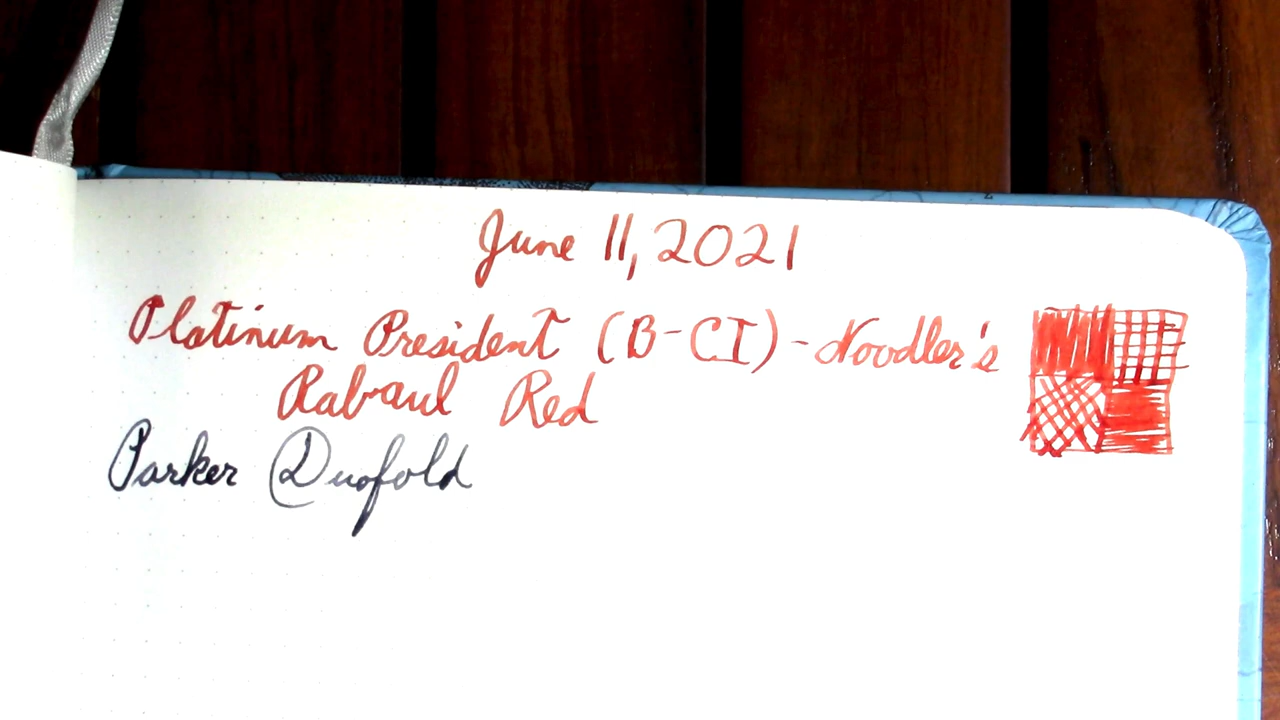 June 11, 2021
Platinum President (B-CI) - Noodler's
Rabaul Red
Parker Duofold